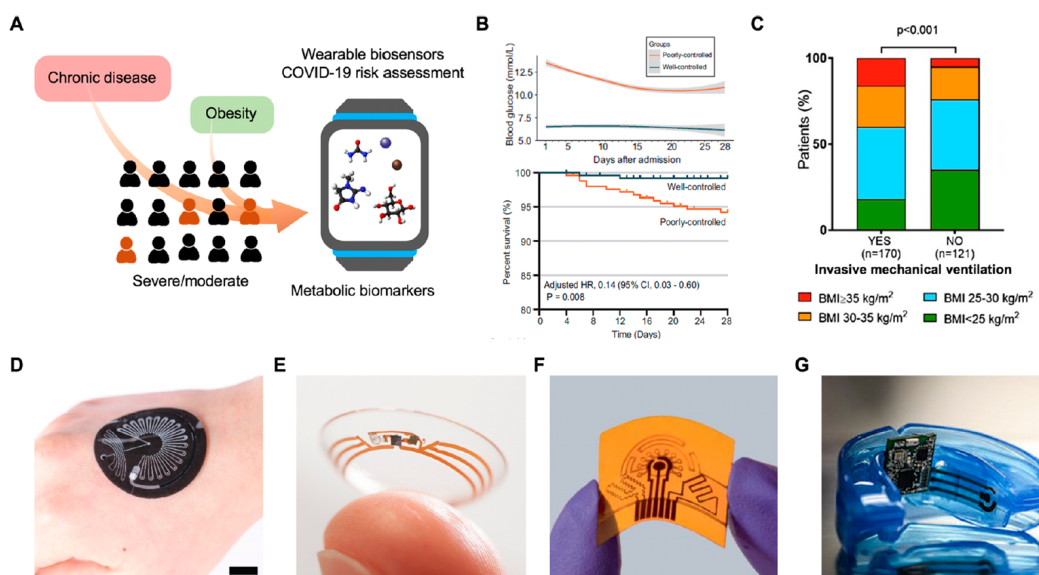 A
Wearable biosensors
COVID-19 risk assessment
Chronic disease
Obesity
Severe/moderate
Metabolic biomarkers
B
Groups
Poorly-controlled
Well-controlled
Blood glucose (mmol/L)
12.5
10.0
7.5
5.0
1 5 10 15 20 25 28
Days after admission
Percent survival (%)
100
95
90
85
80
Well-controlled
Poorly-controlled
Adjusted HR, 0.14 (95% CI, 0.03 - 0.60)
P = 0.008
0 4 8 12 16 20 24 28
Time (Days)
C
p<0.001
Patients (%)
100
50
0
YES
(n=170)
NO
(n=121)
Invasive mechanical ventilation
BMI≥35 kg/m²
BMI 25-30 kg/m²
BMI 30-35 kg/m²
BMI<25 kg/m²
D
E
F
G